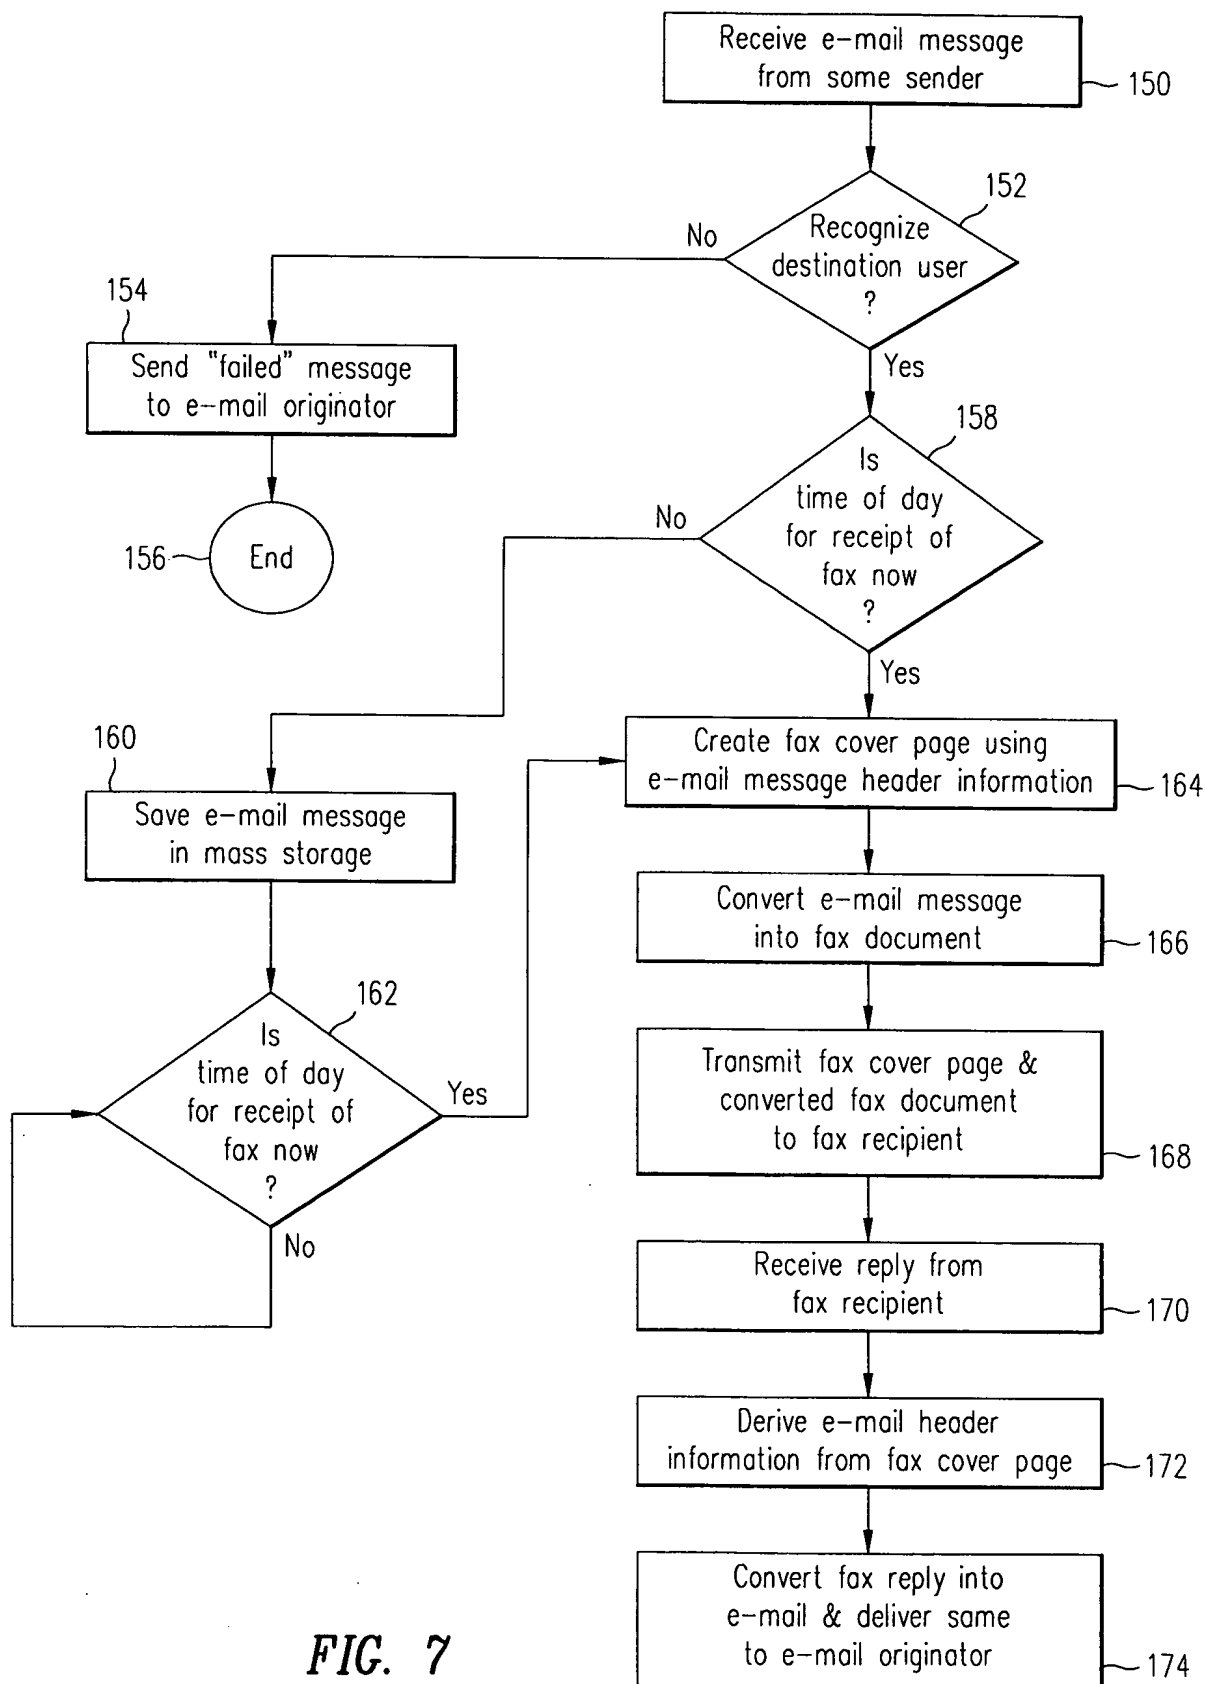 Receive e-mail message
from some sender
150
152
Recognize
destination user
?
No
Yes
154
Send "failed" message
to e-mail originator
156
End
158
Is
time of day
for receipt of
fax now
?
No
Yes
160
Save e-mail message
in mass storage
162
Is
time of day
for receipt of
fax now
?
Yes
No
Create fax cover page using
e-mail message header information
164
Convert e-mail message
into fax document
166
Transmit fax cover page &
converted fax document
to fax recipient
168
Receive reply from
fax recipient
170
Derive e-mail header
information from fax cover page
172
Convert fax reply into
e-mail & deliver same
to e-mail originator
174
FIG. 7